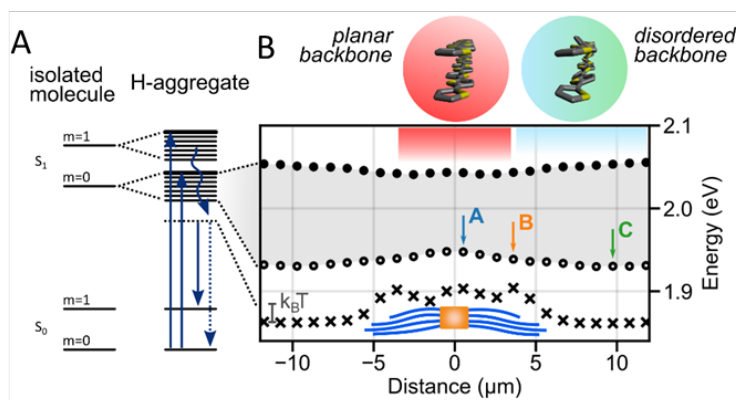 A
isolated
molecule
H-aggregate
m=1
S₁
m=0
m=1
S₀
m=0
B
planar
backbone
disordered
backbone
A
B
C
k_BT
2.1
2.0
1.9
Energy (eV)
−10
−5
0
5
10
Distance (μm)